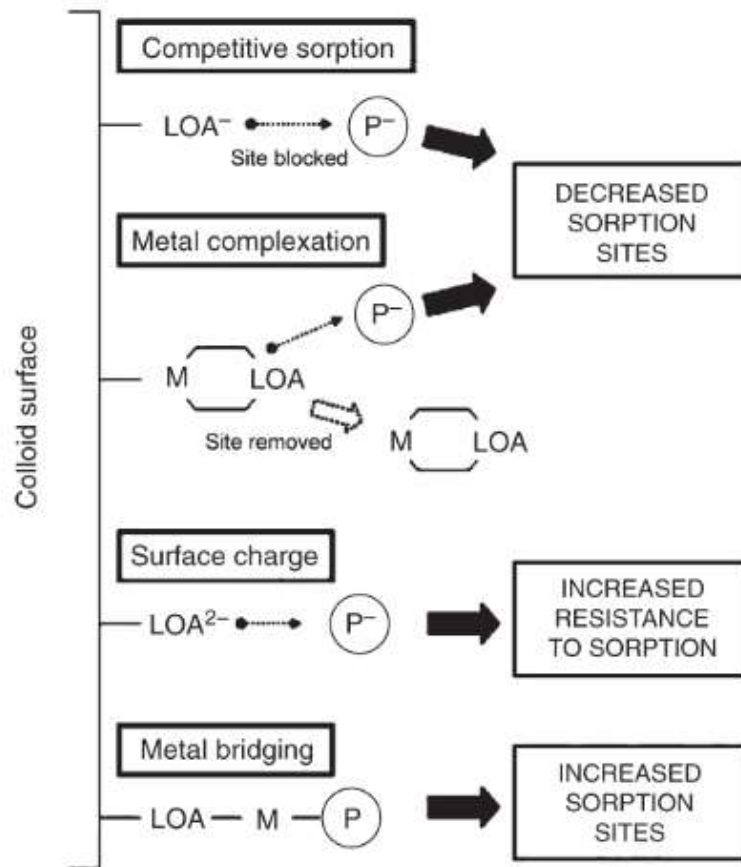 Competitive sorption
LOA⁻
P⁻
Site blocked
DECREASED
SORPTION
SITES
Metal complexation
P⁻
M
LOA
Site removed
M
LOA
Colloid surface
Surface charge
LOA²⁻
P⁻
INCREASED
RESISTANCE
TO SORPTION
Metal bridging
LOA — M — P
INCREASED
SORPTION
SITES